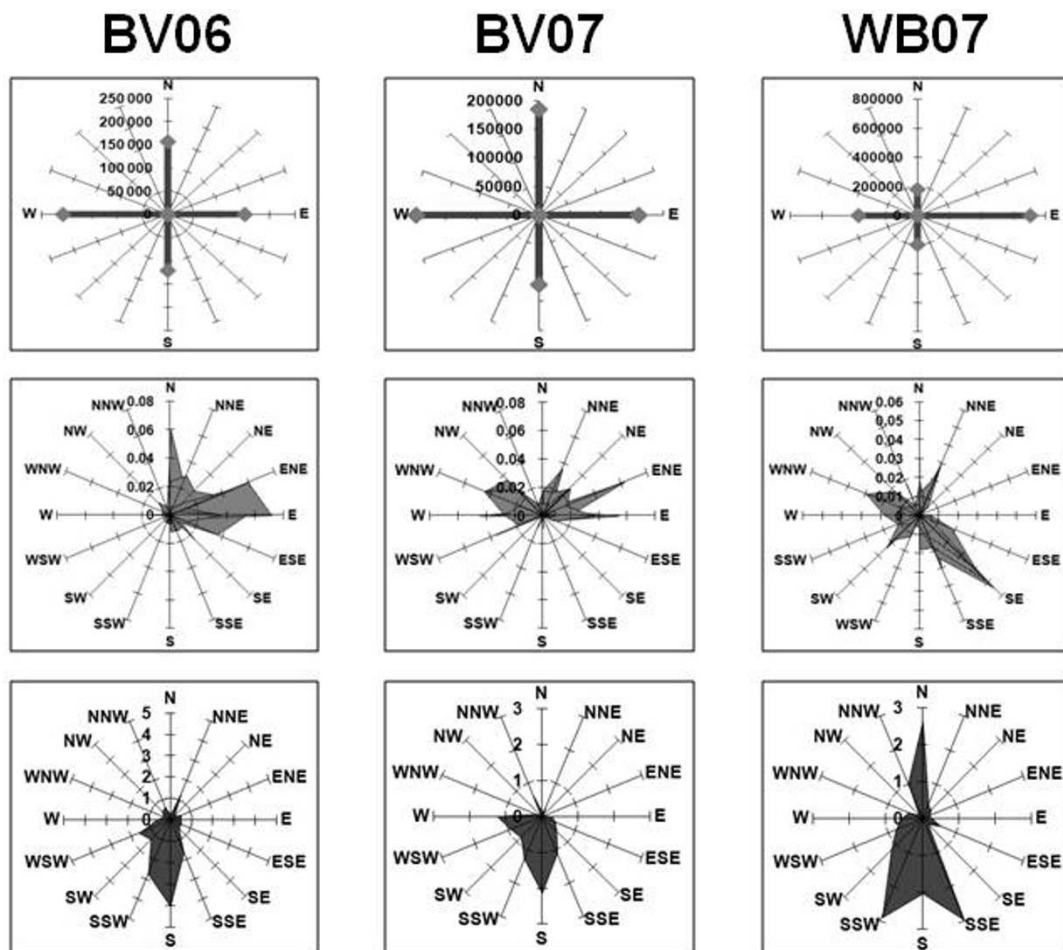 BV06 BV07 WB07
N
250 000
200 000
150 000
100 000
50 000
W 0 E
S
N
200000
150000
100000
50000
W 0 E
S
N
800000
600000
400000
200000
W 0 E
S
N
NNW 0.08 NNE
NW 0.06 NE
0.04
WNW ENE
0.02
W 0 E
WSW ESE
SW SE
SSW SSE
S
N
NNW 0.08 NNE
NW 0.06 NE
0.04
WNW ENE
0.02
W 0 E
WSW ESE
SW SE
SSW SSE
S
N
NNW 0.06 NNE
0.05
NW 0.04 NE
0.03
WNW 0.02 ENE
0.01
W 0 E
SSW ESE
SW SE
WSW SSE
S
N
NNW 5 NNE
4
NW 3 NE
WNW 2 ENE
1
W 0 E
WSW ESE
SW SE
SSW SSE
S
N
NNW 3 NNE
NW 2 NE
WNW ENE
1
W 0 E
WSW ESE
SW SE
SSW SSE
S
N
NNW 3 NNE
NW 2 NE
WNW ENE
1
W 0 E
WSW ESE
SW SE
SSW SSE
S